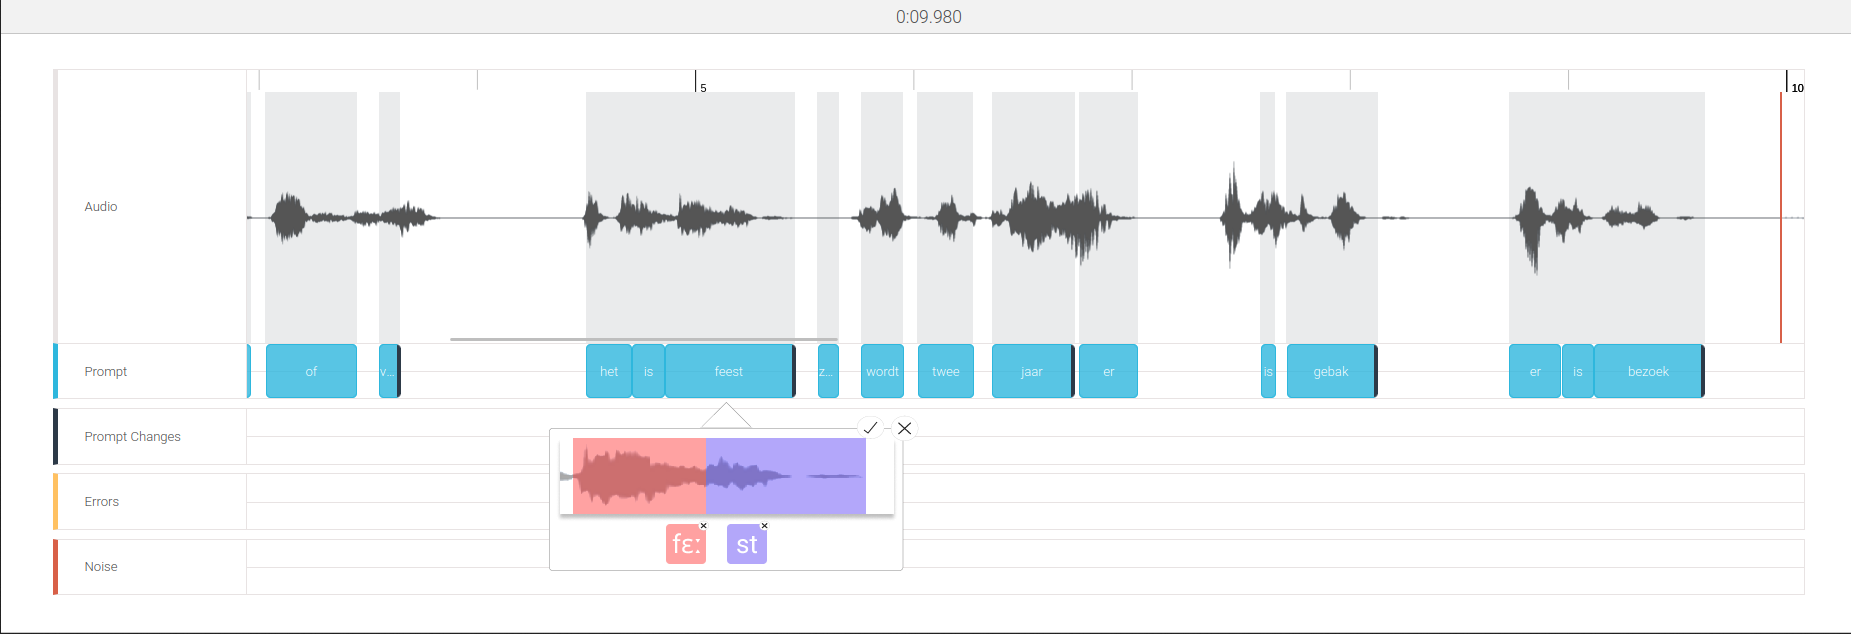 0:09.980
5
10
Audio
Prompt
of
v...
het
is
feest
z...
wordt
twee
jaar
er
is
gebak
er
is
bezoek
Prompt Changes
Errors
fɛː
st
Noise